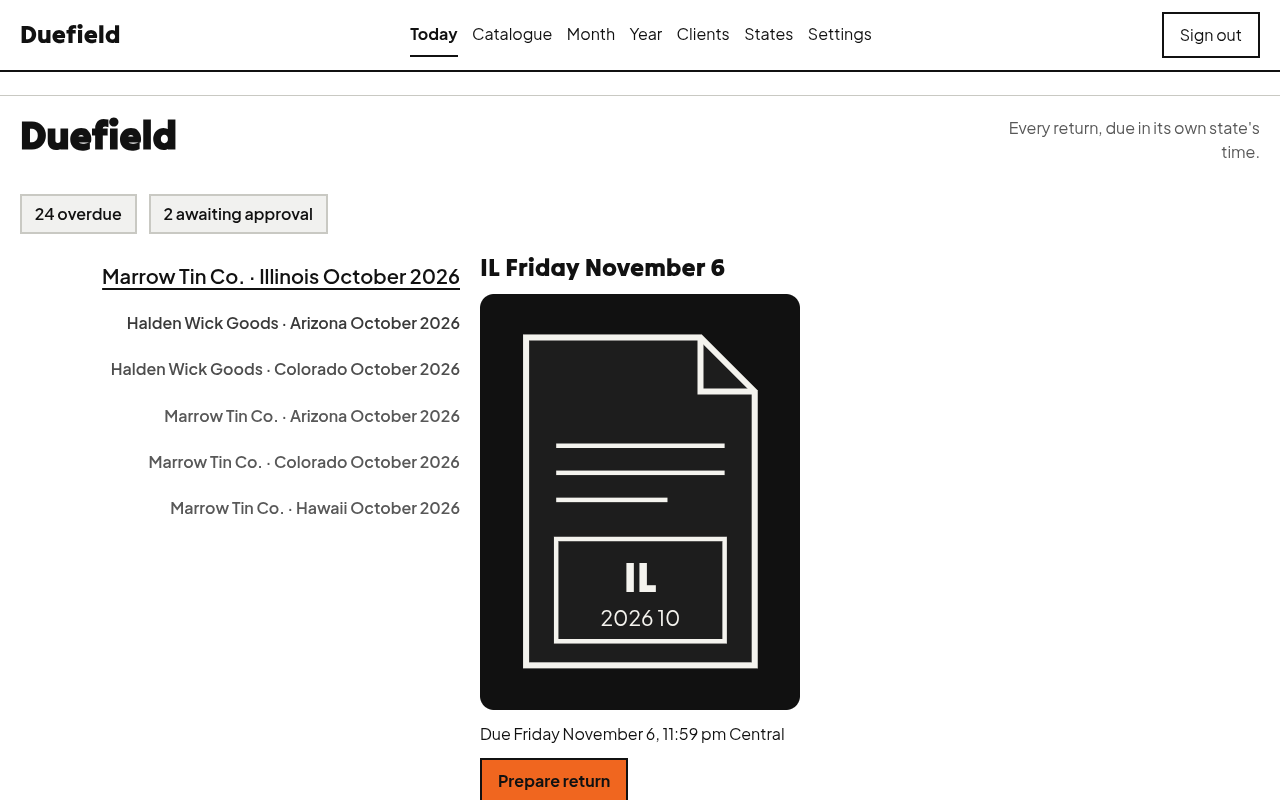 Duefield
Today Catalogue Month Year Clients States Settings
Sign out
Duefield
Every return, due in its own state's
time.
24 overdue
2 awaiting approval
Marrow Tin Co. · Illinois October 2026
Halden Wick Goods · Arizona October 2026
Halden Wick Goods · Colorado October 2026
Marrow Tin Co. · Arizona October 2026
Marrow Tin Co. · Colorado October 2026
Marrow Tin Co. · Hawaii October 2026
IL Friday November 6
IL
2026 10
Due Friday November 6, 11:59 pm Central
Prepare return